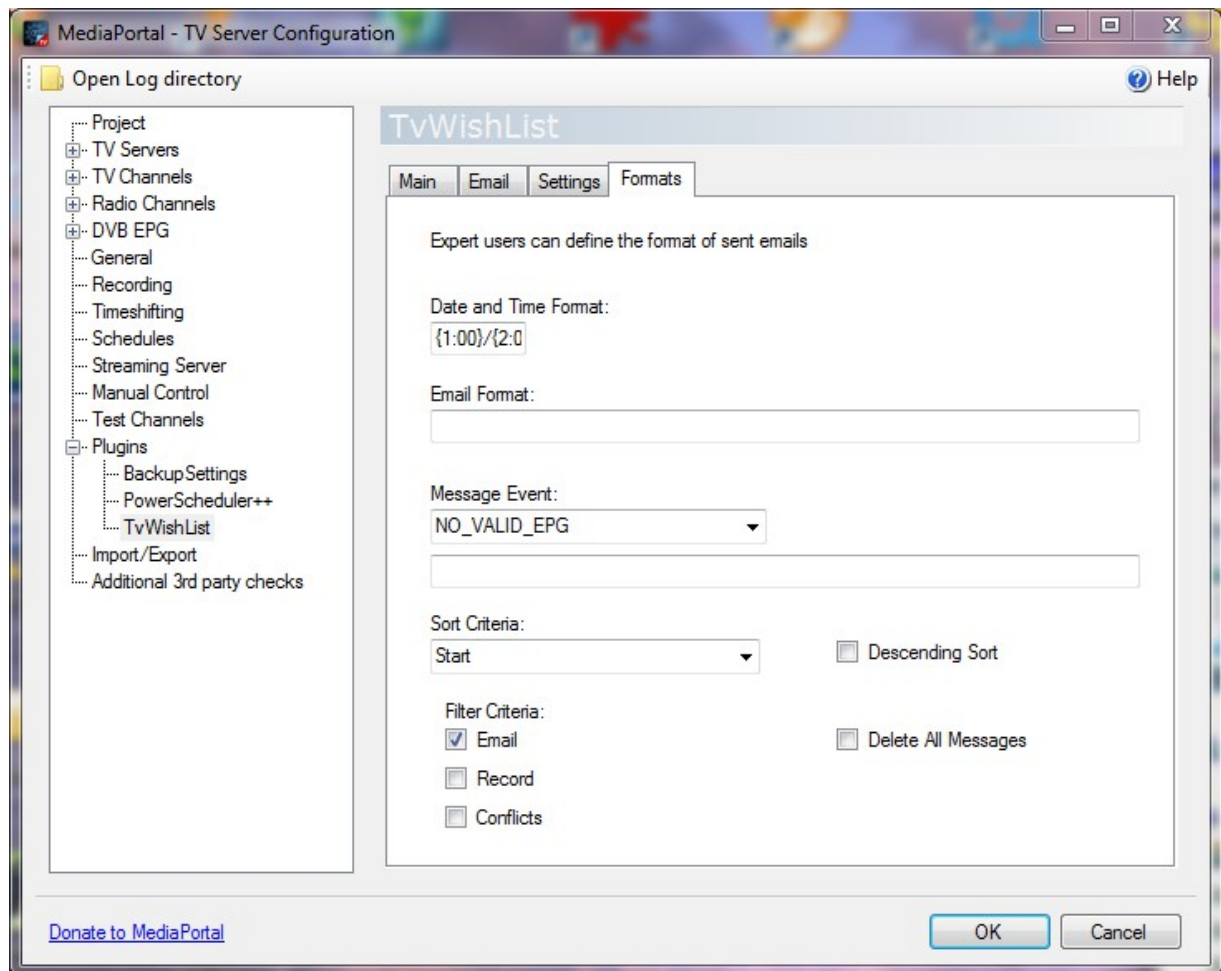 MediaPortal - TV Server Configuration
Open Log directory
Help
Project
TV Servers
TV Channels
Radio Channels
DVB EPG
General
Recording
Timeshifting
Schedules
Streaming Server
Manual Control
Test Channels
Plugins
BackupSettings
PowerScheduler++
TvWishList
Import/Export
Additional 3rd party checks
TvWishList
Main Email Settings Formats
Expert users can define the format of sent emails
Date and Time Format:
{1:00}/{2:0
Email Format:
Message Event:
NO_VALID_EPG
Sort Criteria:
Start
Descending Sort
Filter Criteria:
Email
Delete All Messages
Record
Conflicts
Donate to MediaPortal
OK
Cancel